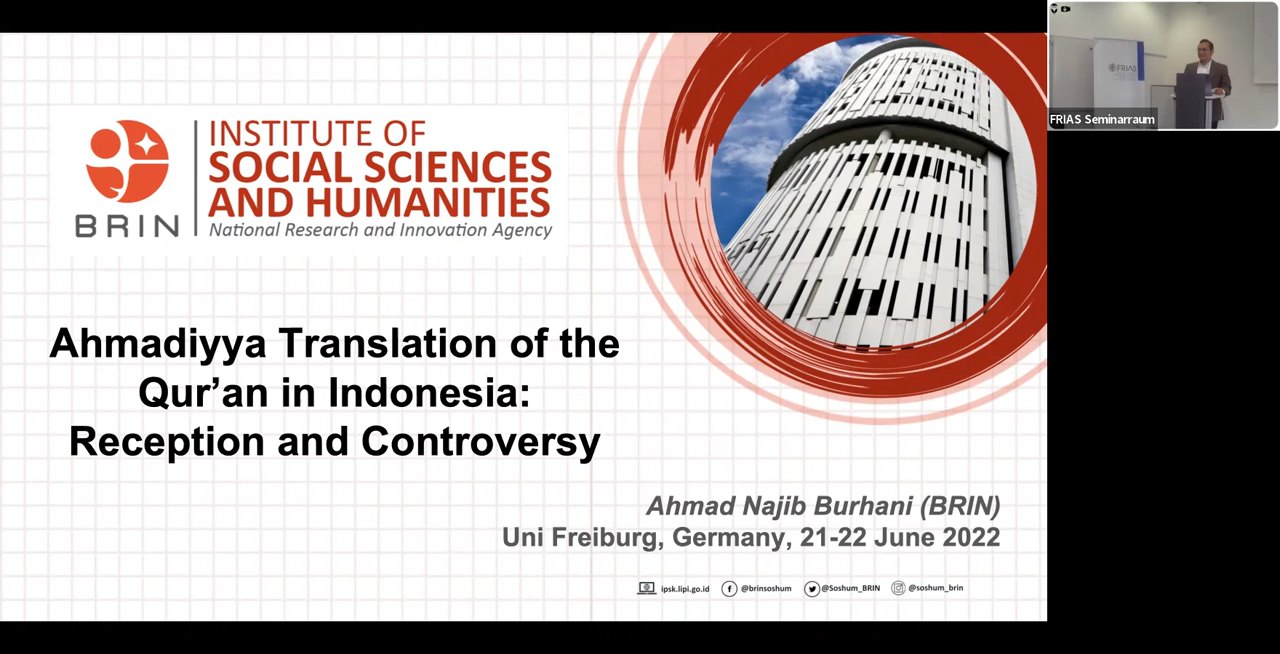 INSTITUTE OF
SOCIAL SCIENCES
AND HUMANITIES
National Research and Innovation Agency
BRIN
Ahmadiyya Translation of the
Qur’an in Indonesia:
Reception and Controversy
Ahmad Najib Burhani (BRIN)
Uni Freiburg, Germany, 21-22 June 2022
ipsk.lipi.go.id @brinsoshum @Soshum_BRIN @soshum_brin
FRIAS
FRIAS Seminarraum